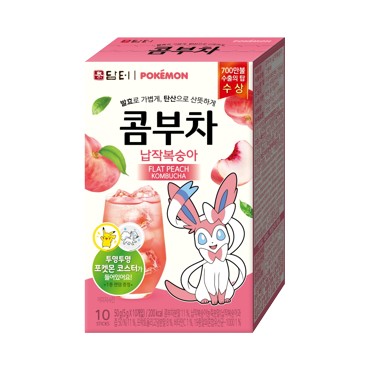 담터 POKÉMON
700만불
수출의 탑
수상
발효로 가볍게, 탄산으로 산뜻하게
콤부차
납작복숭아
FLAT PEACH
KOMBUCHA
투명투명
포켓몬 코스터가
들어있어요!
10